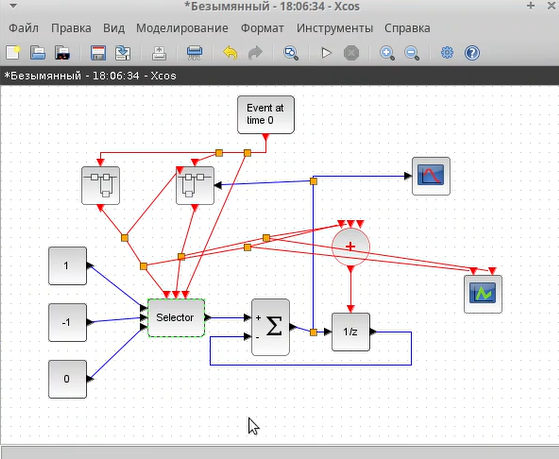 *Безымянный - 18:06:34 - Xcos
Файл Правка Вид Моделирование Формат Инструменты Справка
*Безымянный - 18:06:34 - Xcos
Event at
time 0
1
-1
0
Selector
+
-
Σ
1/z
+